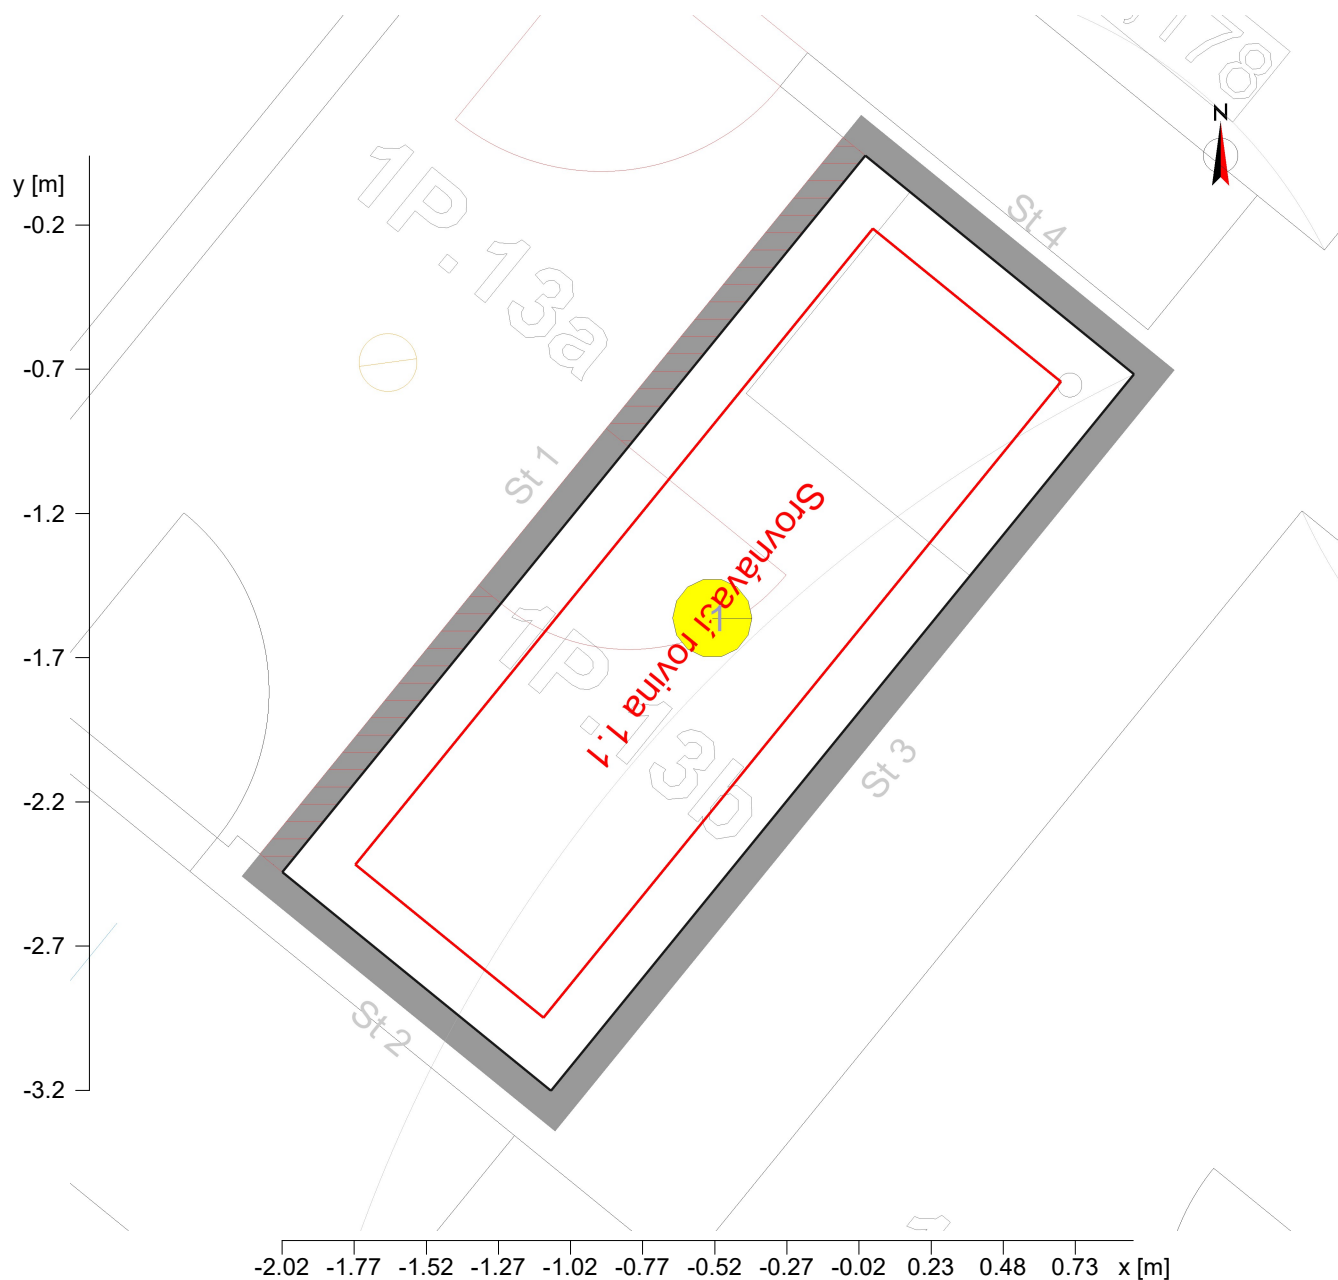 178
N
y [m]
1P.13a
St 4
-0.2
-0.7
St 1
-1.2
Srovnávací rovina 1.1
1
1P
.13b
-1.7
St 3
-2.2
-2.7
St 2
-3.2
-2.02 -1.77 -1.52 -1.27 -1.02 -0.77 -0.52 -0.27 -0.02 0.23 0.48 0.73 x [m]